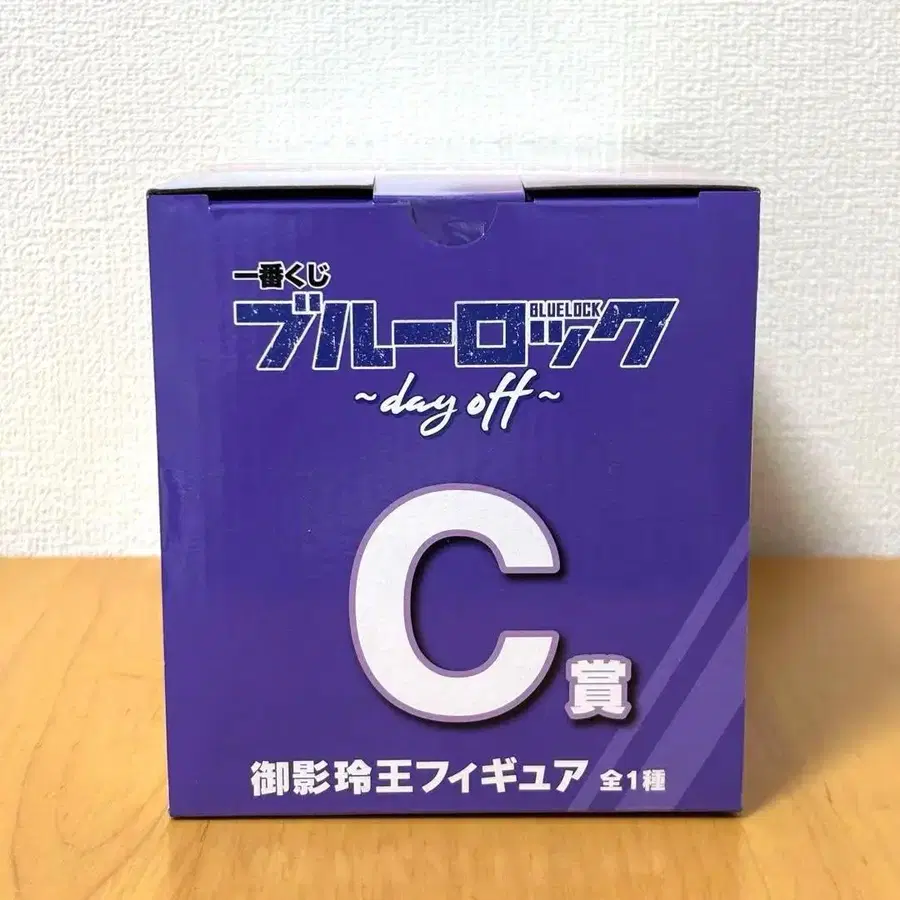 一番くじ
ブルーロック
BLUELOCK
~day off~
C賞
御影玲王フィギュア 全1種